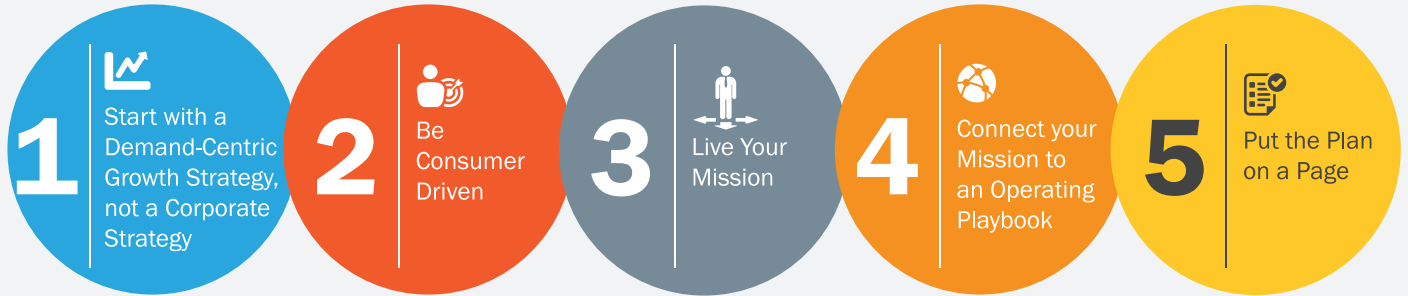 1
Start with a
Demand-Centric
Growth Strategy,
not a Corporate
Strategy
2
Be
Consumer
Driven
3
Live Your
Mission
4
Connect your
Mission to
an Operating
Playbook
5
Put the Plan
on a Page